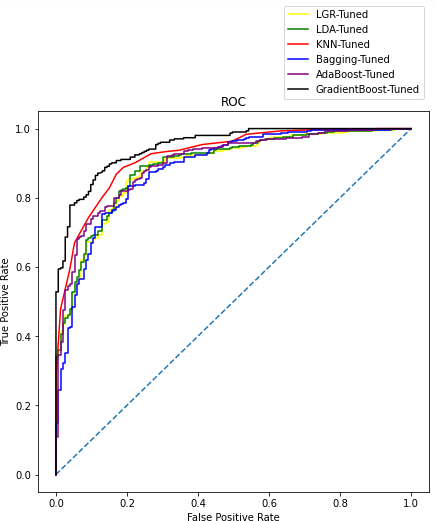 LGR-Tuned
LDA-Tuned
KNN-Tuned
Bagging-Tuned
AdaBoost-Tuned
GradientBoost-Tuned
ROC
1.0
0.8
0.6
0.4
0.2
0.0
True Positive Rate
0.0 0.2 0.4 0.6 0.8 1.0
False Positive Rate